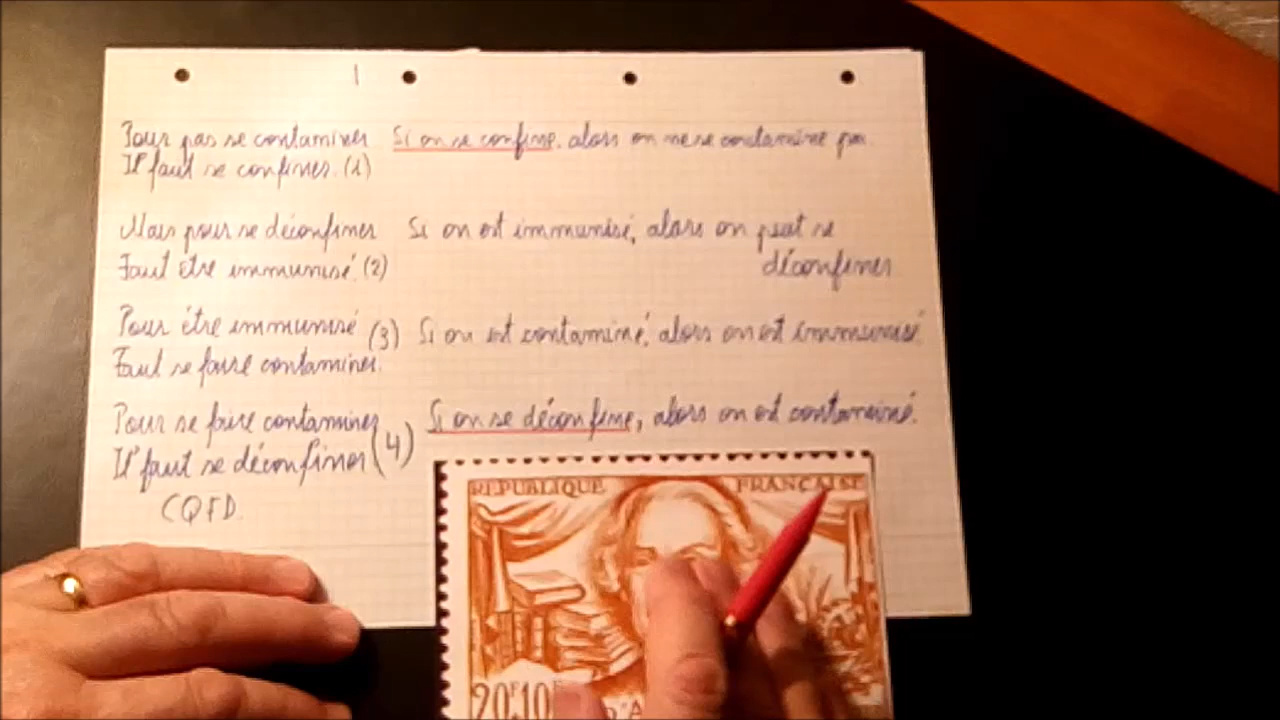 1
Pour pas se contaminer Si on se confine, alors on ne se contamine pas
Il faut se confiner. (1)
Mais pour se déconfiner Si on est immunisé, alors on peut se
Faut être immunisé. (2) déconfiner
Pour être immunisé (3) Si on est contaminé, alors on est immunisé.
Faut se faire contaminer.
Pour se faire contaminer Si on se déconfine, alors on est contaminé.
Il faut se déconfiner (4)
CQFD.
REPUBLIQUE FRANÇAISE
20F+10F
D'A